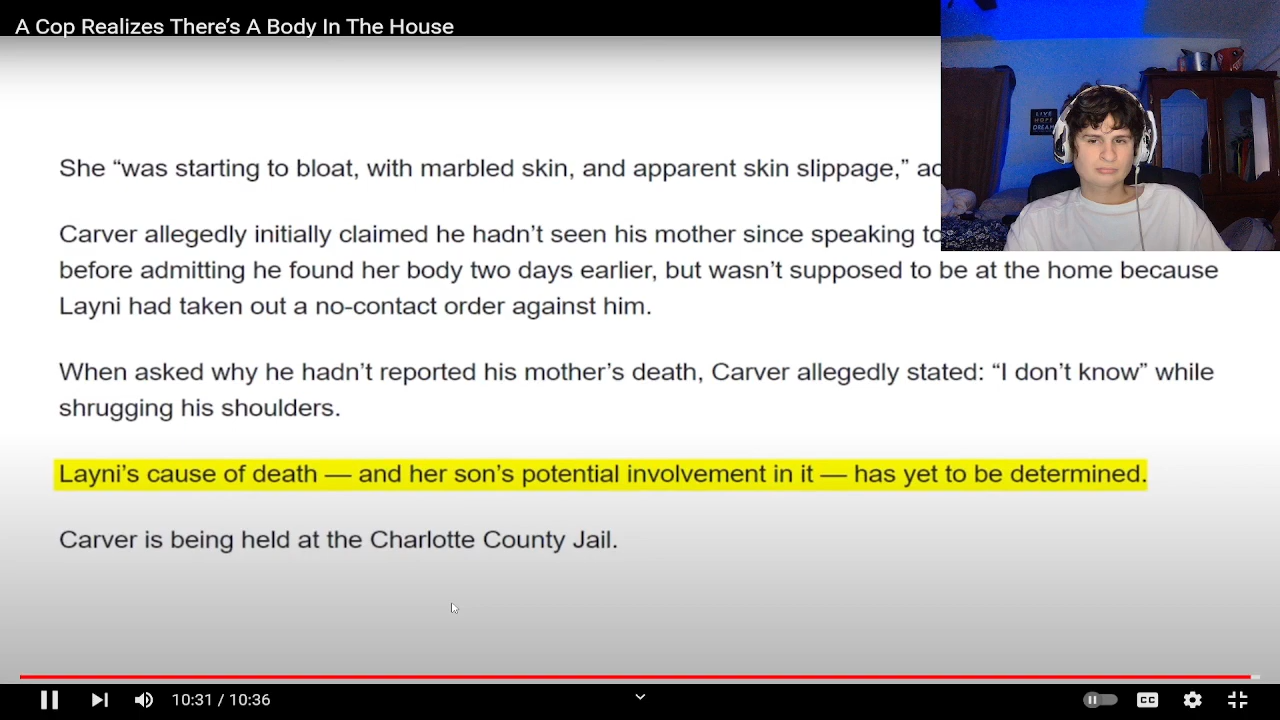 A Cop Realizes There’s A Body In The House
LIVE
She “was starting to bloat, with marbled skin, and apparent skin slippage,”
Carver allegedly initially claimed he hadn’t seen his mother since speaking
before admitting he found her body two days earlier, but wasn’t supposed to be at the home because
Layni had taken out a no-contact order against him.
When asked why he hadn’t reported his mother’s death, Carver allegedly stated: “I don’t know” while
shrugging his shoulders.
Layni’s cause of death — and her son’s potential involvement in it — has yet to be determined.
Carver is being held at the Charlotte County Jail.
10:31 / 10:36
CC